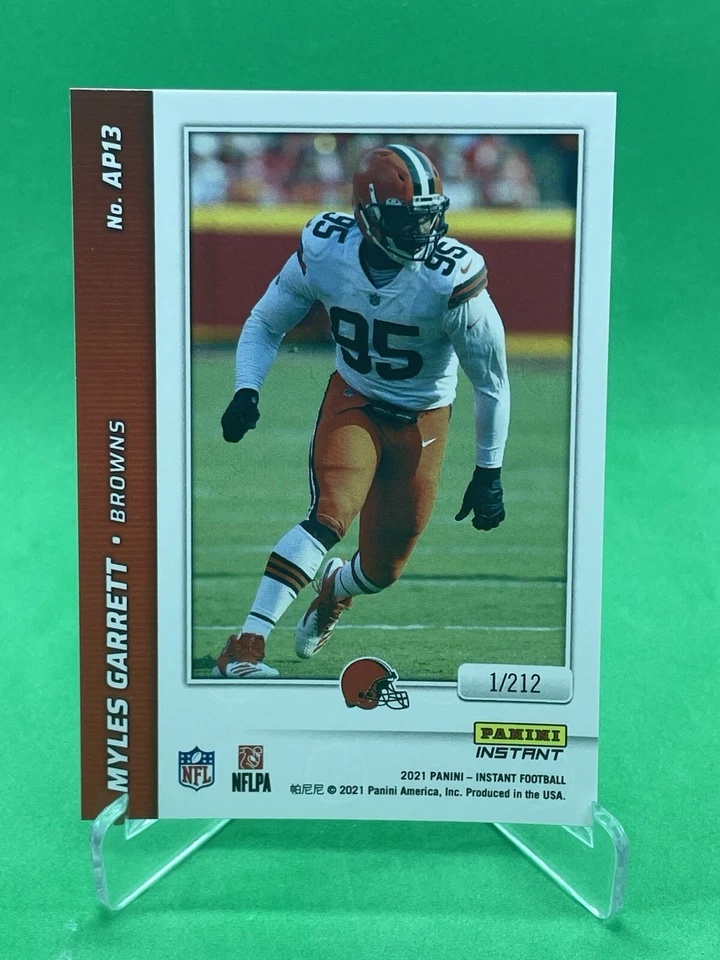 No. AP13
MYLES GARRETT • BROWNS
95
95
95
1/212
PANINI
INSTANT
NFL
NFLPA
2021 PANINI – INSTANT FOOTBALL
帕尼尼 © 2021 Panini America, Inc. Produced in the USA.